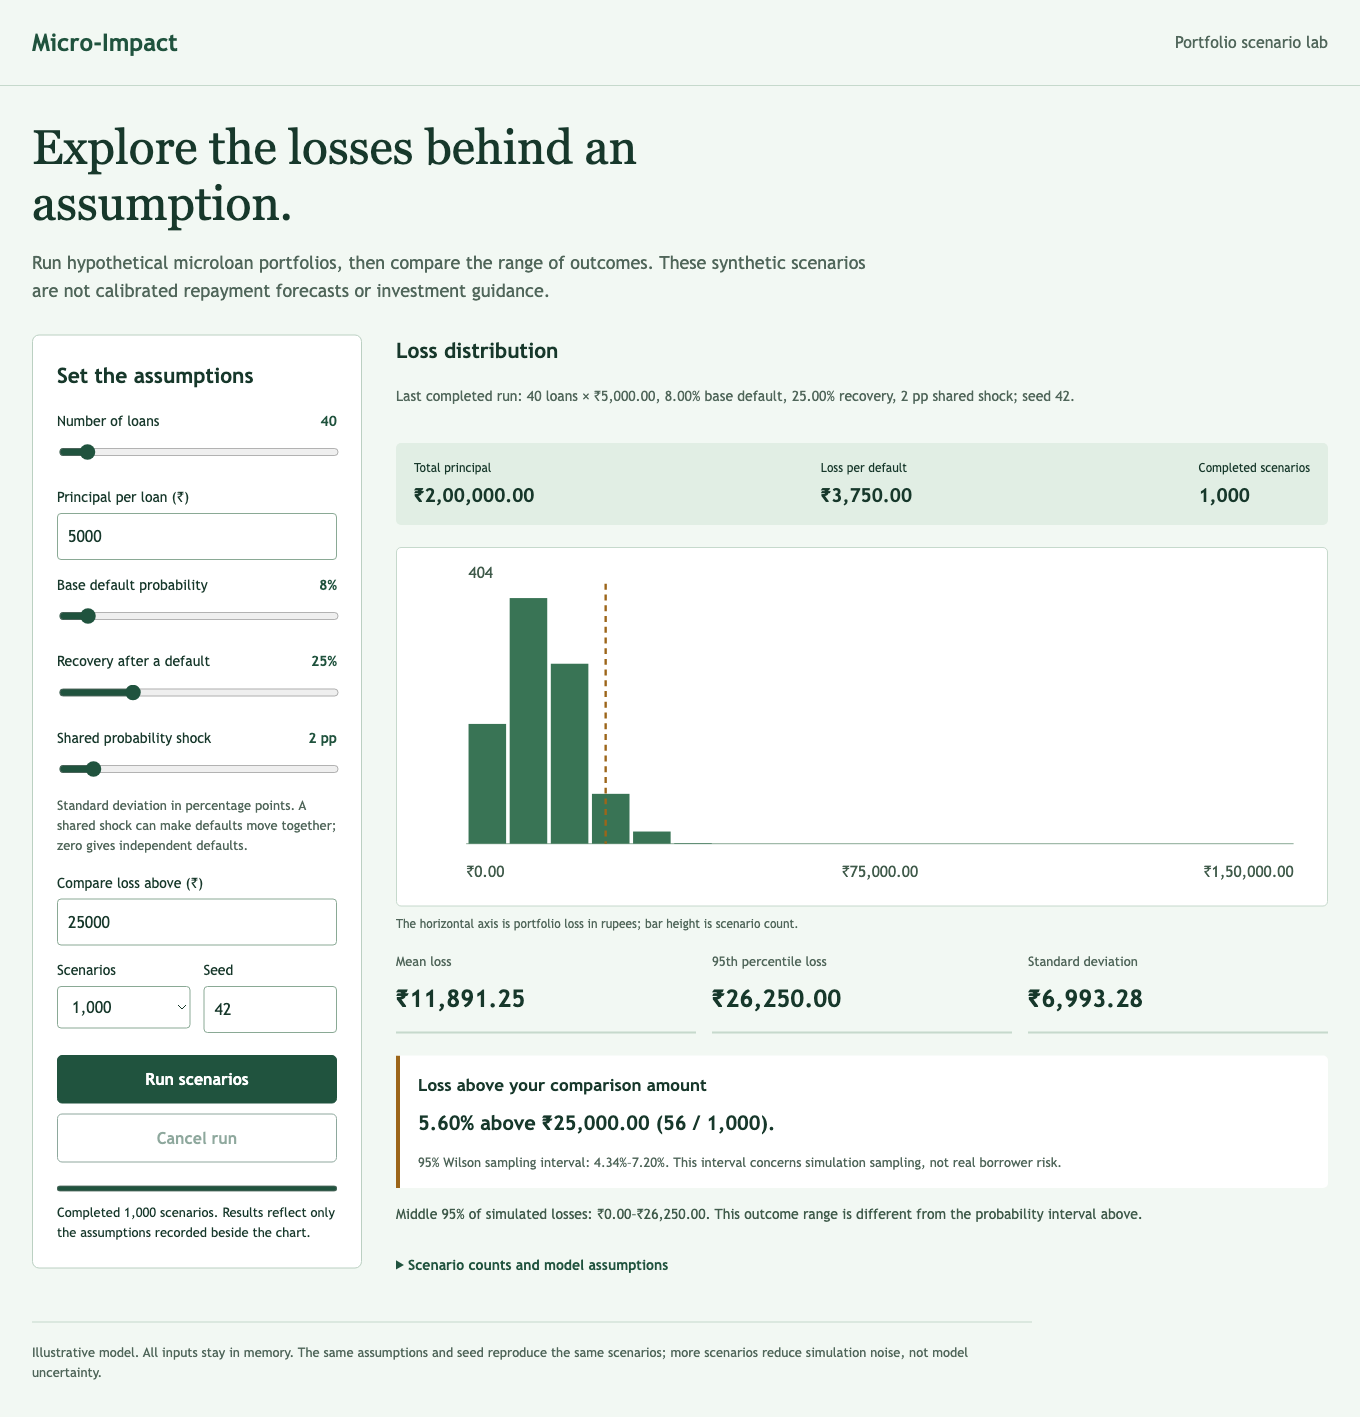 Micro-Impact
Portfolio scenario lab
Explore the losses behind an
assumption.
Run hypothetical microloan portfolios, then compare the range of outcomes. These synthetic scenarios
are not calibrated repayment forecasts or investment guidance.
Set the assumptions
Number of loans 40
Principal per loan (₹)
5000
Base default probability 8%
Recovery after a default 25%
Shared probability shock 2 pp
Standard deviation in percentage points. A
shared shock can make defaults move together;
zero gives independent defaults.
Compare loss above (₹)
25000
Scenarios Seed
1,000 42
Run scenarios
Cancel run
Completed 1,000 scenarios. Results reflect only
the assumptions recorded beside the chart.
Loss distribution
Last completed run: 40 loans × ₹5,000.00, 8.00% base default, 25.00% recovery, 2 pp shared shock; seed 42.
Total principal Loss per default Completed scenarios
₹2,00,000.00 ₹3,750.00 1,000
404
₹0.00 ₹75,000.00 ₹1,50,000.00
The horizontal axis is portfolio loss in rupees; bar height is scenario count.
Mean loss 95th percentile loss Standard deviation
₹11,891.25 ₹26,250.00 ₹6,993.28
Loss above your comparison amount
5.60% above ₹25,000.00 (56 / 1,000).
95% Wilson sampling interval: 4.34%–7.20%. This interval concerns simulation sampling, not real borrower risk.
Middle 95% of simulated losses: ₹0.00–₹26,250.00. This outcome range is different from the probability interval above.
Scenario counts and model assumptions
Illustrative model. All inputs stay in memory. The same assumptions and seed reproduce the same scenarios; more scenarios reduce simulation noise, not model
uncertainty.